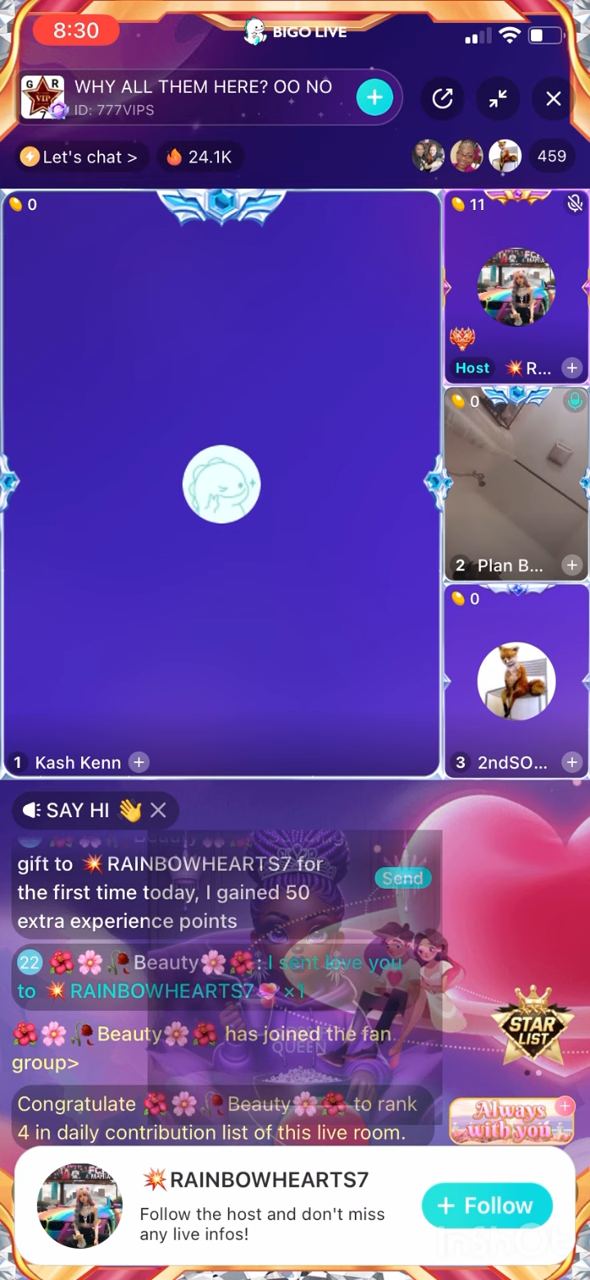 8:30
BIGO LIVE
G R
VIP
WHY ALL THEM HERE? OO NO
ID: 777VIPS
Let's chat >
24.1K
459
0
11
Host 💥R...
0
2 Plan B...
0
1 Kash Kenn
3 2ndSO...
SAY HI 👋
gift to 💥RAINBOWHEARTS7 for
the first time today, I gained 50
extra experience points
Send
22 🌺🌸🥀Beauty🌸🌺: I sent love you
to 💥RAINBOWHEARTS7 ×1
🌺🌸🥀Beauty🌸🌺 has joined the fan
group>
QUEEN
STAR
LIST
Congratulate 🌺🌸🥀Beauty🌸🌺 to rank
4 in daily contribution list of this live room.
Always
with you
💥RAINBOWHEARTS7
Follow the host and don't miss
any live infos!
+ Follow
InShOt